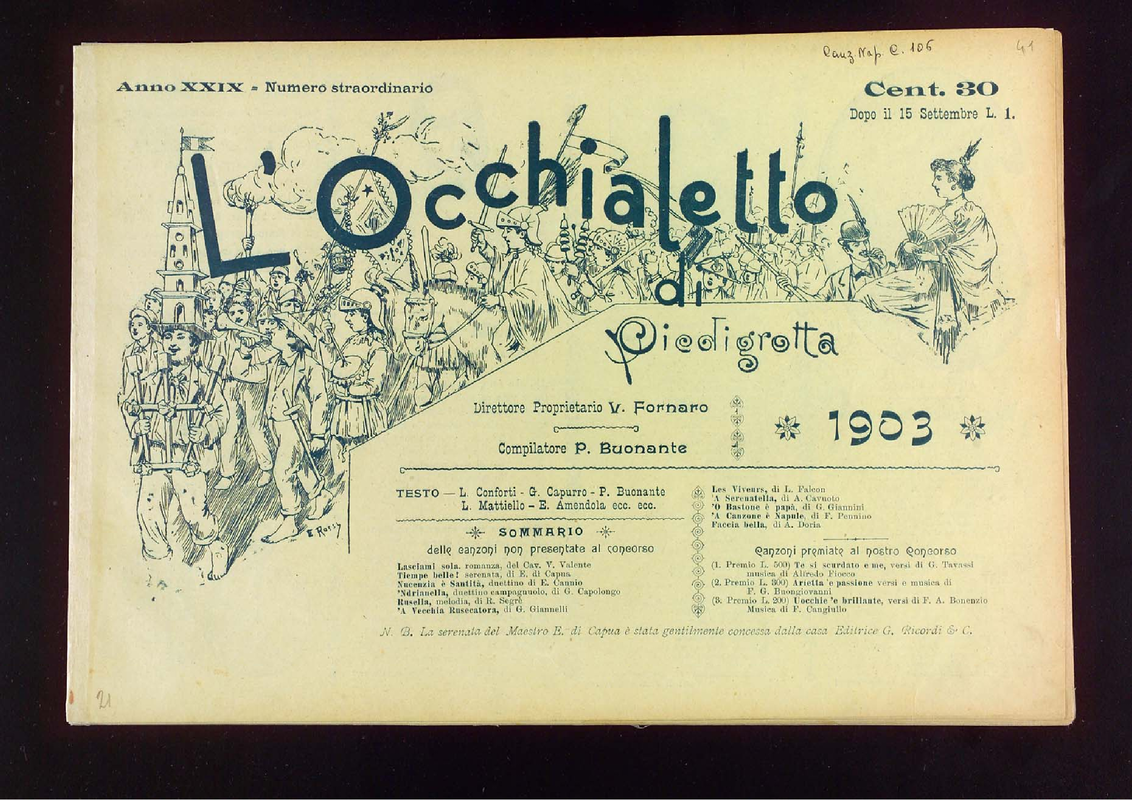 Canz. Nap. C. 106
41
Anno XXIX = Numero straordinario
Cent. 30
Dopo il 15 Settembre L. 1.
L'Occhialetto
di
Piedigrotta
Direttore Proprietario V. Fornaro
Compilatore P. Buonante
1903
TESTO — L. Conforti - G. Capurro - P. Buonante
L. Mattiello - E. Amendola ecc. ecc.
SOMMARIO
delle canzoni non presentate al concorso
Lasciami sola, romanza, del Cav. V. Valente
Tiempe belle! serenata, di E. di Capua
Nucenzia è Santità, duettino di E. Cannio
'Ndrianella, duettino campagnuolo, di G. Capolongo
Rusella, melodia, di R. Segrè
'A Vecchia Rusecatora, di G. Giannelli
Les Viveurs, di L. Falcon
'A Serenatella, di A. Cavnoto
'O Bastone è papà, di G. Giannini
'A Canzone è Napule, di F. Pennino
Faccia bella, di A. Doria
Canzoni premiate al nostro Concorso
(1. Premio L. 500) Te si scurdato e me, versi di G. Tavassi
musica di Alfredo Fiocco
(2. Premio L. 300) Arietta 'e passione versi e musica di
F. G. Buongiovanni
(3. Premio L. 200) Uocchie 'e brillante, versi di F. A. Bonenzio
Musica di F. Cangiullo
N. B. La serenata del Maestro E. di Capua è stata gentilmente concessa dalla casa Editrice G. Ricordi & C.
21